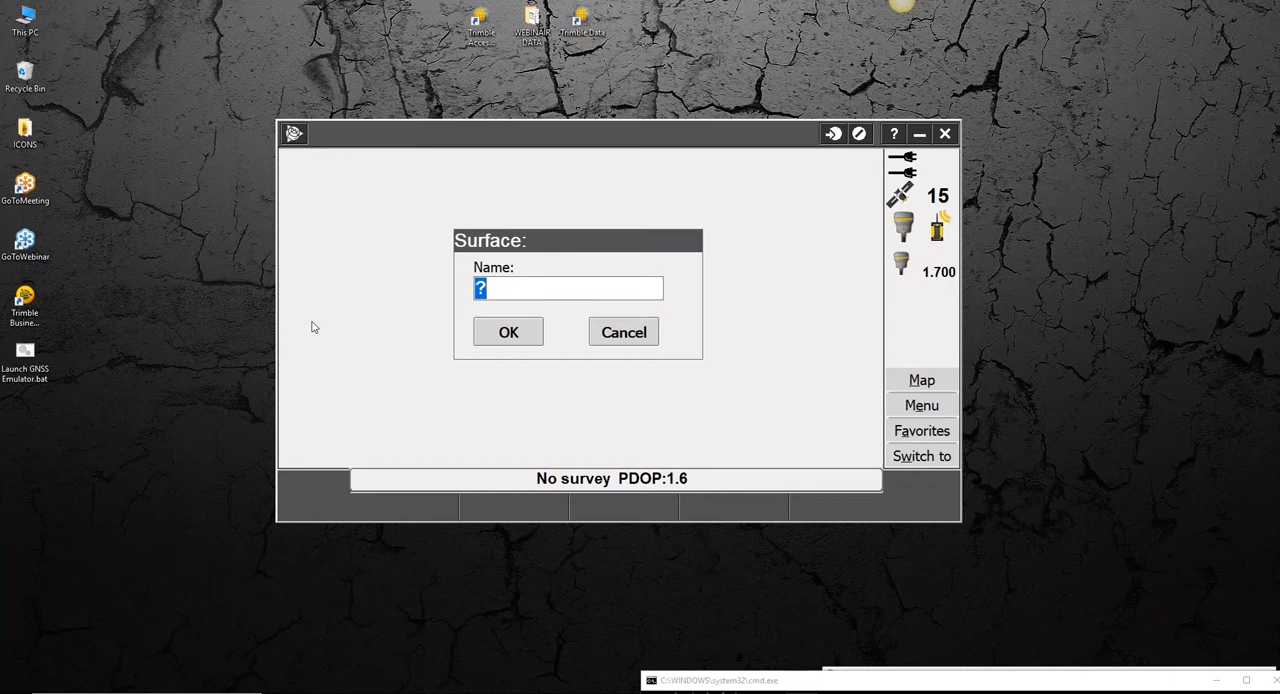 This PC
Recycle Bin
ICONS
GoToMeeting
GoToWebinar
Trimble
Busine...
Launch GNSS
Emulator.bat
Trimble
Acces...
WEBINAIR
DATA
Trimble Data
?
Surface:
Name:
?
OK
Cancel
15
1.700
Map
Menu
Favorites
Switch to
No survey PDOP:1.6
C:\WINDOWS\system32\cmd.exe